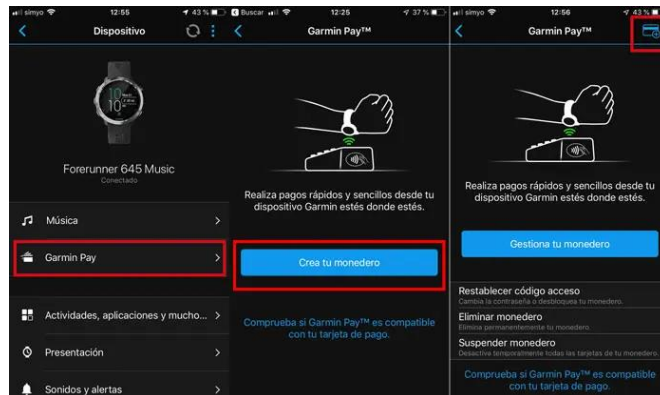 simyo
12:55
43 %
Dispositivo
Forerunner 645 Music
Conectado
Música
Garmin Pay
Actividades, aplicaciones y mucho...
Presentación
Sonidos y alertas
Buscar
12:25
37 %
Garmin Pay™
Realiza pagos rápidos y sencillos desde tu
dispositivo Garmin estés donde estés.
Crea tu monedero
Comprueba si Garmin Pay™ es compatible
con tu tarjeta de pago.
simyo
12:56
43 %
Garmin Pay™
Realiza pagos rápidos y sencillos desde tu
dispositivo Garmin estés donde estés.
Gestiona tu monedero
Restablecer código acceso
Cambia la contraseña o desbloquea tu monedero.
Eliminar monedero
Elimina permanentemente tu monedero.
Suspender monedero
Desactiva temporalmente todas las tarjetas de tu monedero.
Comprueba si Garmin Pay™ es compatible
con tu tarjeta de pago.